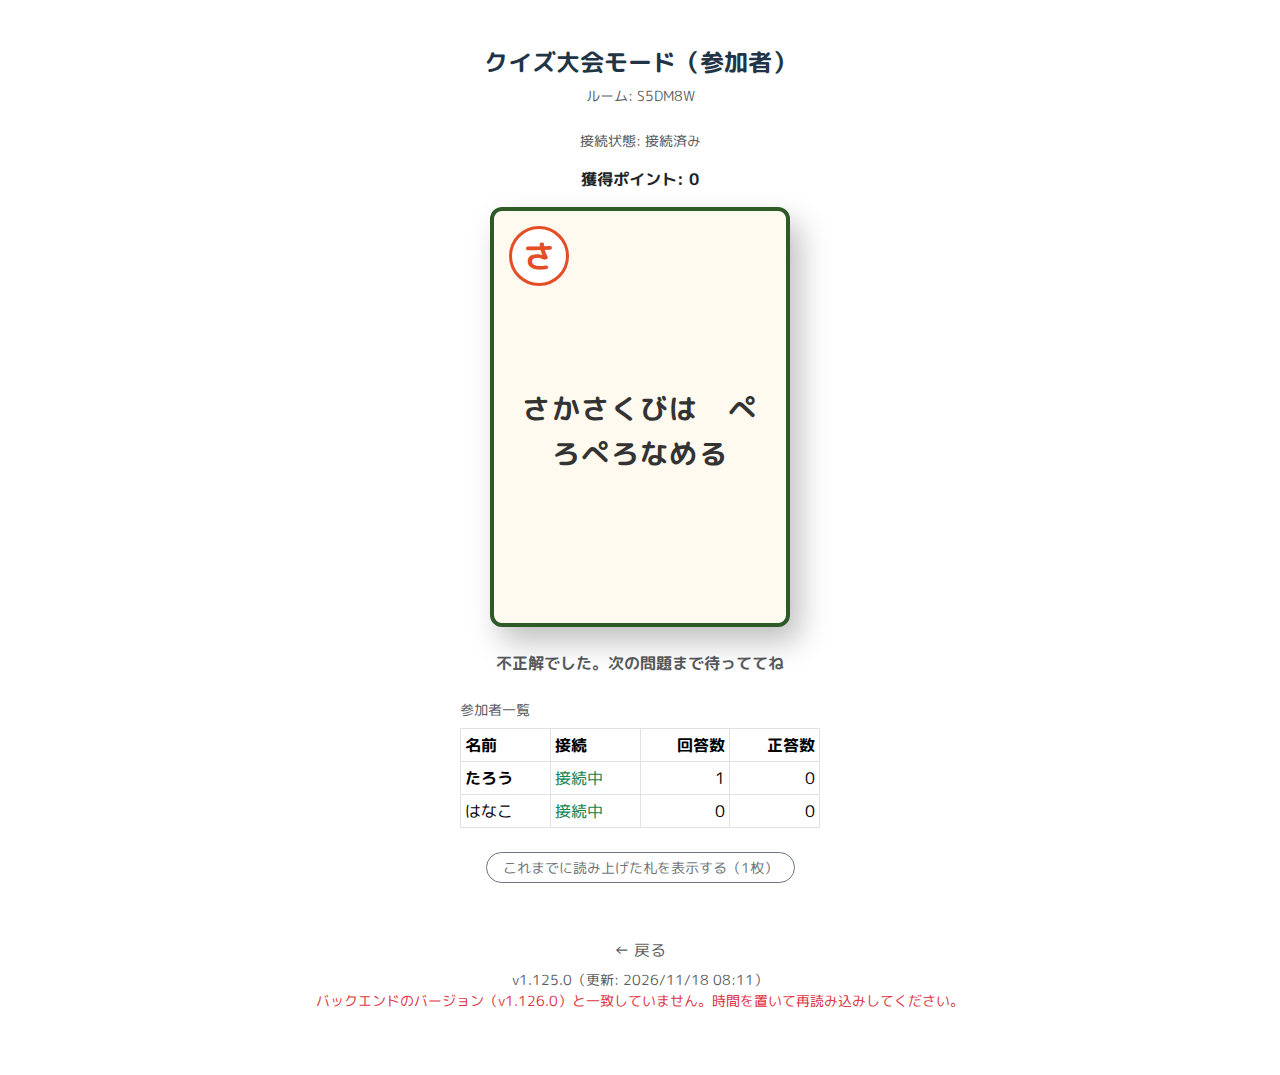 クイズ大会モード（参加者）
ルーム: S5DM8W
接続状態: 接続済み
獲得ポイント: 0
さ
さかさくびは　ぺ
ろぺろなめる
不正解でした。次の問題まで待っててね
参加者一覧
名前 接続 回答数 正答数
たろう 接続中 1 0
はなこ 接続中 0 0
これまでに読み上げた札を表示する（1枚）
← 戻る
v1.125.0（更新: 2026/11/18 08:11）
バックエンドのバージョン（v1.126.0）と一致していません。時間を置いて再読み込みしてください。